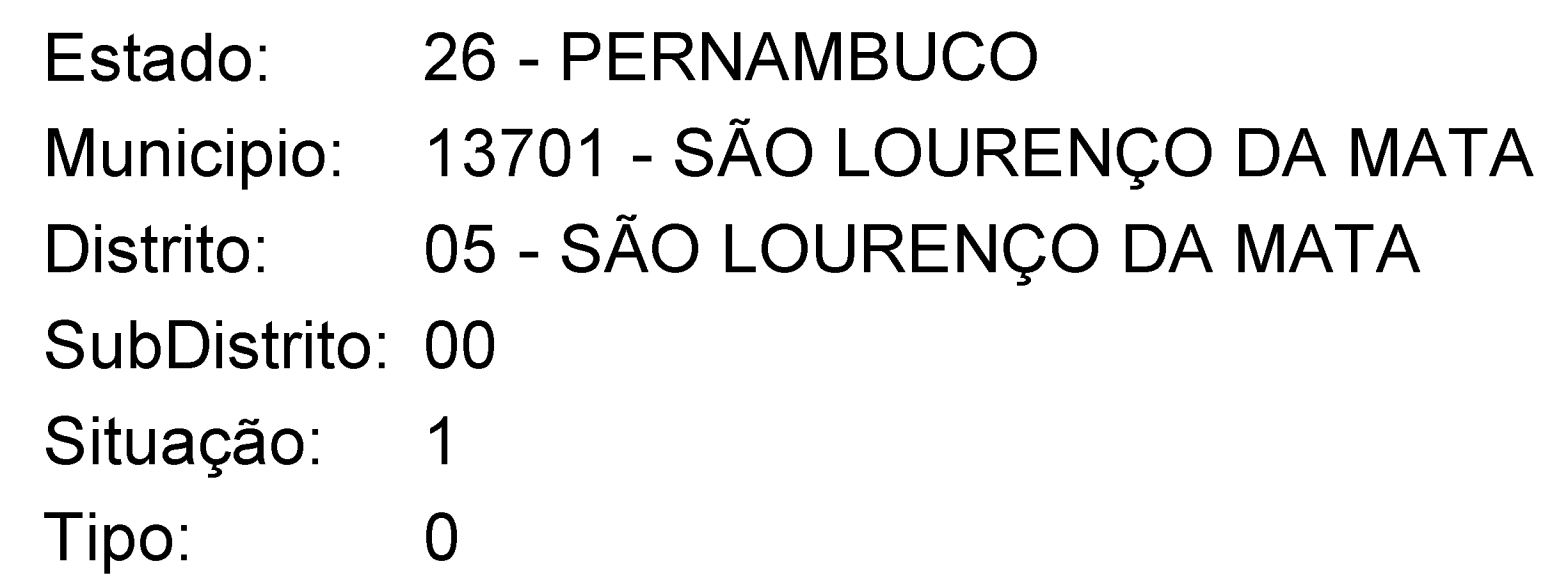 Estado: 26 - PERNAMBUCO
Municipio: 13701 - SÃO LOURENÇO DA MATA
Distrito: 05 - SÃO LOURENÇO DA MATA
SubDistrito: 00
Situação: 1
Tipo: 0